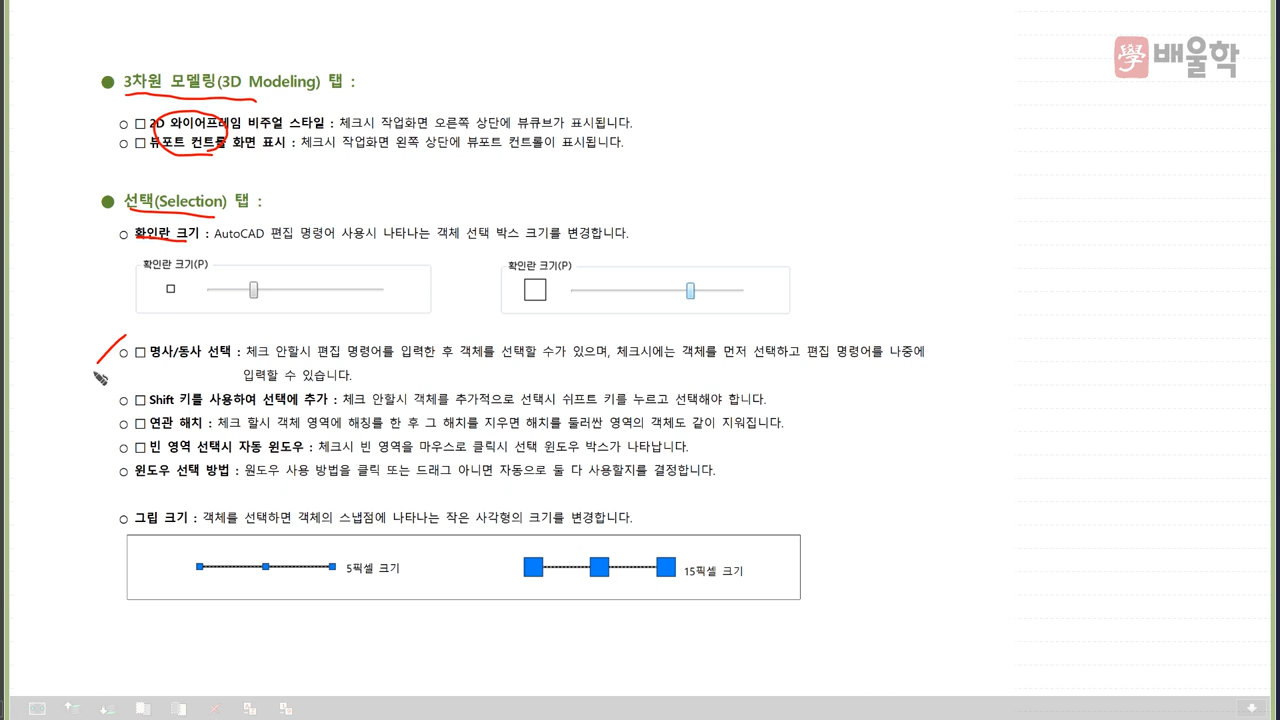 學 배울학
● 3차원 모델링(3D Modeling) 탭 :
○ □ 2D 와이어프레임 비주얼 스타일 : 체크시 작업화면 오른쪽 상단에 뷰큐브가 표시됩니다.
○ □ 뷰포트 컨트롤 화면 표시 : 체크시 작업화면 왼쪽 상단에 뷰포트 컨트롤이 표시됩니다.
● 선택(Selection) 탭 :
○ 확인란 크기 : AutoCAD 편집 명령어 사용시 나타나는 객체 선택 박스 크기를 변경합니다.
확인란 크기(P)
확인란 크기(P)
○ □ 명사/동사 선택 : 체크 안할시 편집 명령어를 입력한 후 객체를 선택할 수가 있으며, 체크시에는 객체를 먼저 선택하고 편집 명령어를 나중에
입력할 수 있습니다.
○ □ Shift 키를 사용하여 선택에 추가 : 체크 안할시 객체를 추가적으로 선택시 쉬프트 키를 누르고 선택해야 합니다.
○ □ 연관 해치 : 체크 할시 객체 영역에 해칭를 한 후 그 해치를 지우면 해치를 둘러싼 영역의 객체도 같이 지워집니다.
○ □ 빈 영역 선택시 자동 윈도우 : 체크시 빈 영역을 마우스로 클릭시 선택 윈도우 박스가 나타납니다.
○ 윈도우 선택 방법 : 원도우 사용 방법을 클릭 또는 드래그 아니면 자동으로 둘 다 사용할지를 결정합니다.
○ 그립 크기 : 객체를 선택하면 객체의 스냅점에 나타나는 작은 사각형의 크기를 변경합니다.
5픽셀 크기
15픽셀 크기